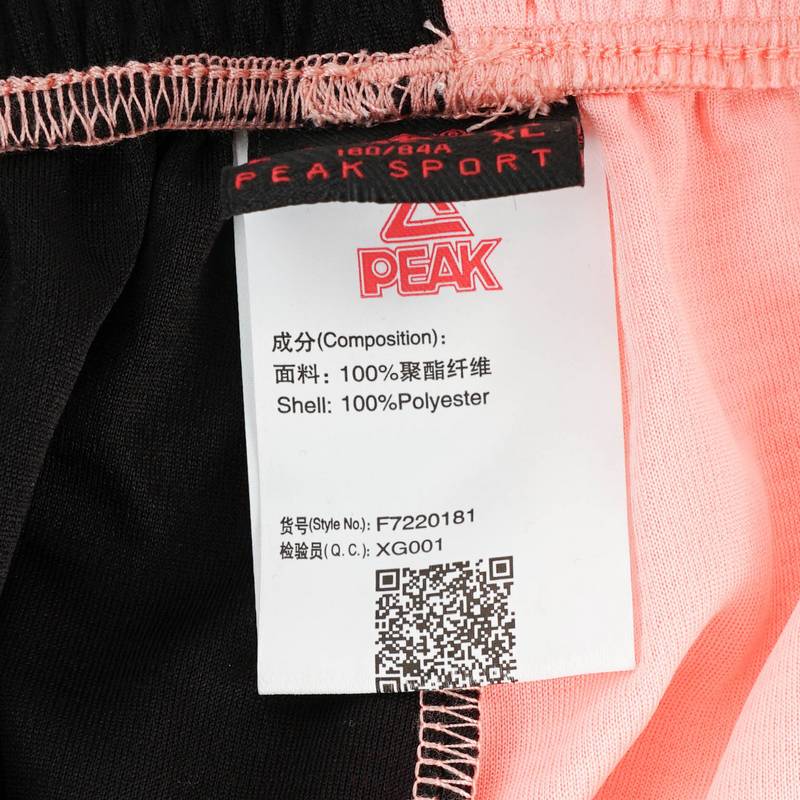 XL
180/84A
PEAK SPORT
PEAK
成分(Composition):
面料: 100%聚酯纤维
Shell: 100%Polyester
货号(Style No.): F7220181
检验员(Q.C.): XG001